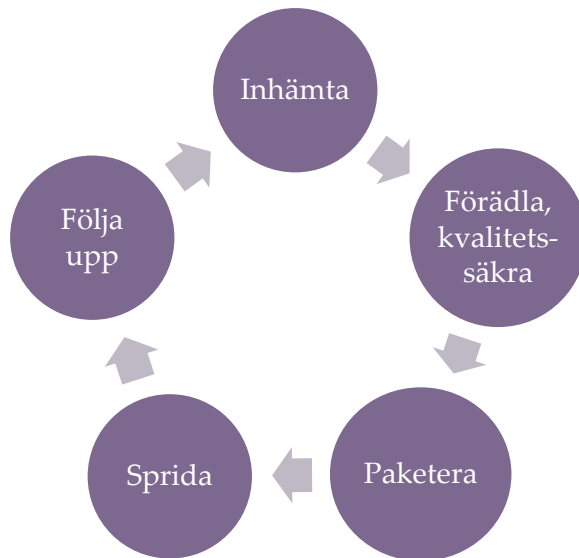 Inhämta
Förädla,
kvalitets-
säkra
Paketera
Sprida
Följa
upp